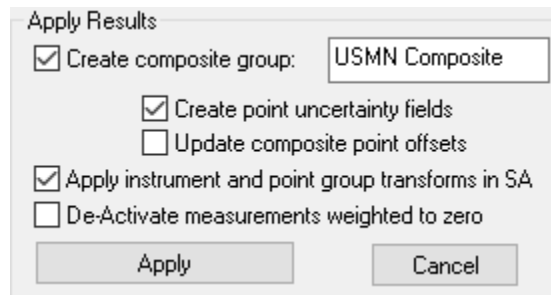 Apply Results
Create composite group: USMN Composite
Create point uncertainty fields
Update composite point offsets
Apply instrument and point group transforms in SA
De-Activate measurements weighted to zero
Apply Cancel